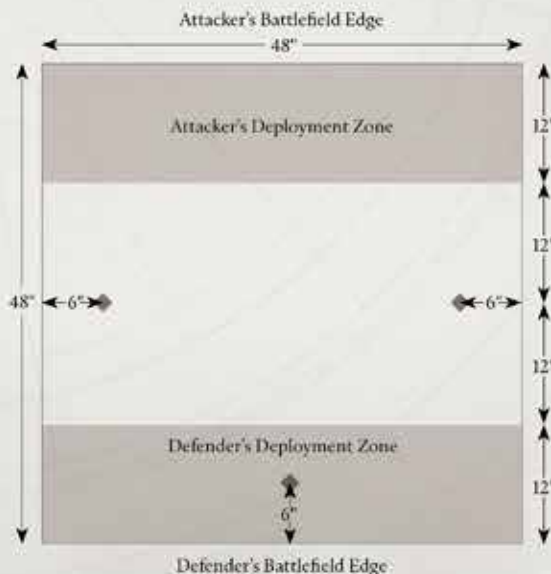 Attacker's Battlefield Edge
48"
Attacker's Deployment Zone
12"
12"
48"
6"
6"
12"
Defender's Deployment Zone
12"
6"
Defender's Battlefield Edge